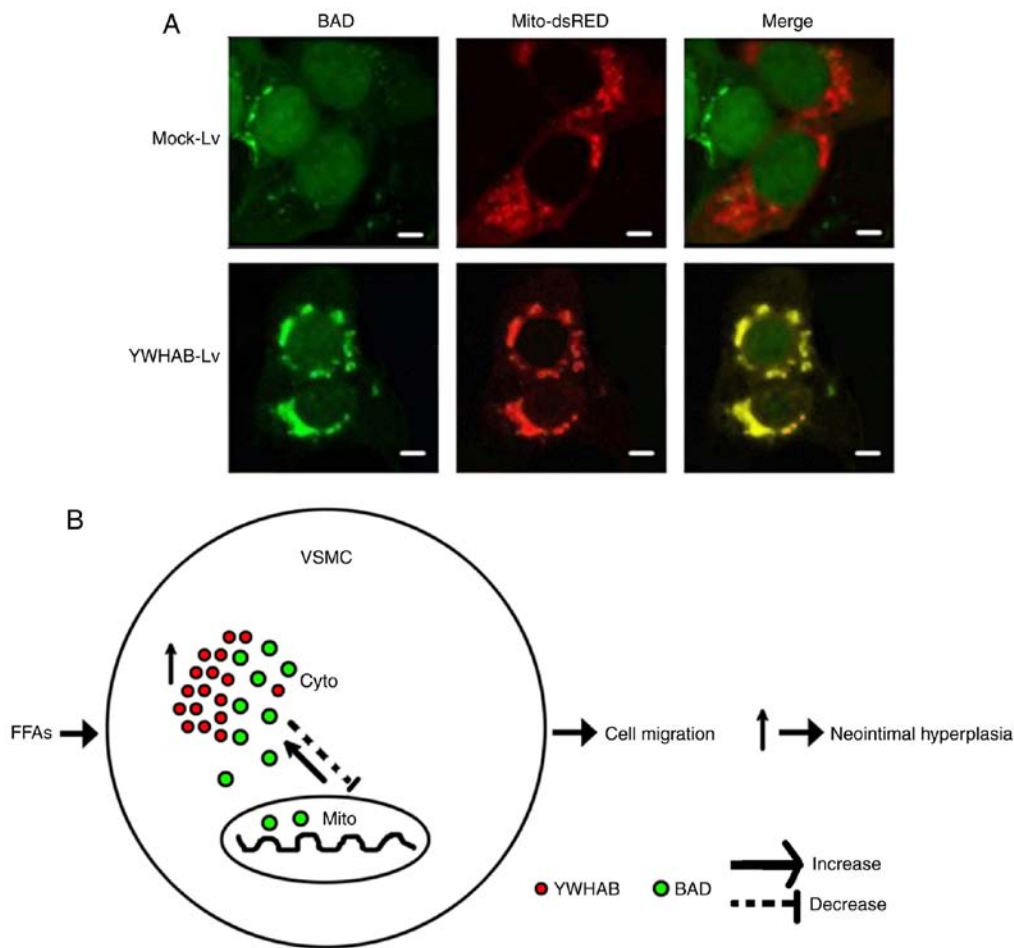 A
BAD
Mito-dsRED
Merge
Mock-Lv
YWHAB-Lv
B
VSMC
Cyto
FFAs
Cell migration
Neointimal hyperplasia
Mito
Increase
YWHAB
BAD
Decrease